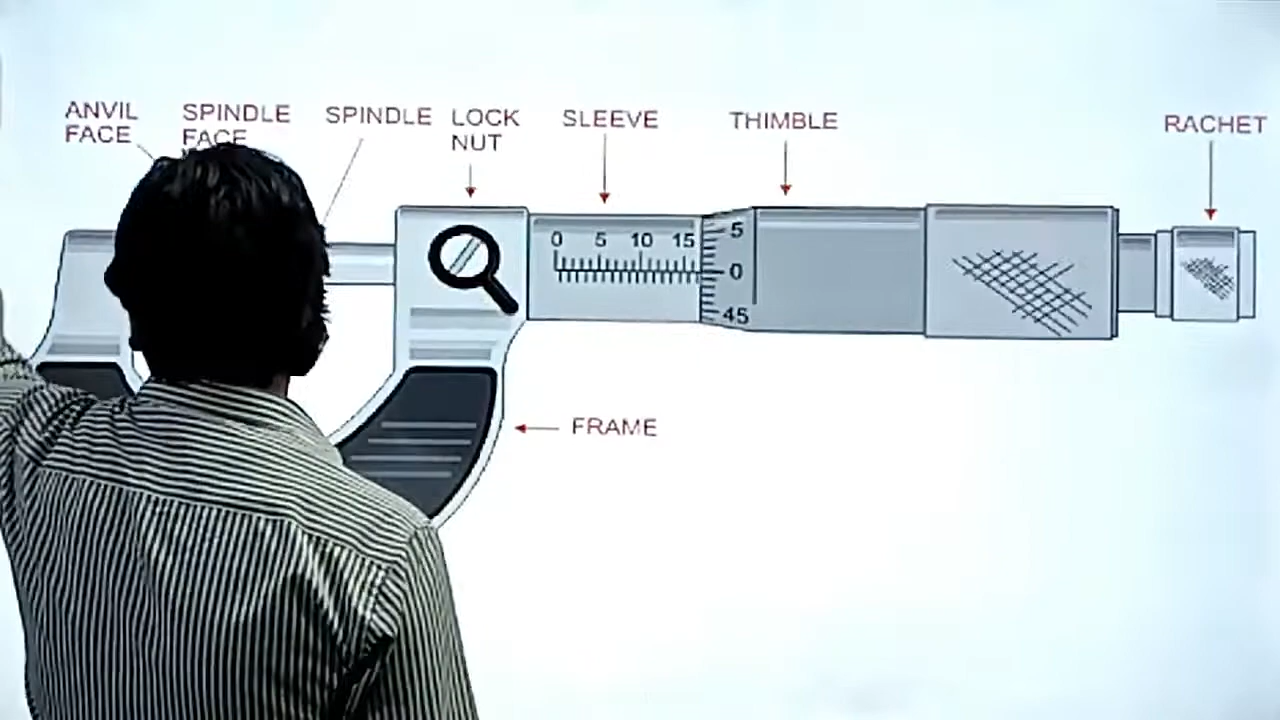 ANVIL
FACE
SPINDLE
FACE
SPINDLE
LOCK
NUT
SLEEVE
THIMBLE
RACHET
0 5 10 15
5
0
45
FRAME